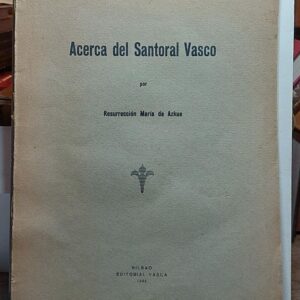 Acerca del Santoral Vasco
por
Resurrección María de Azkue
BILBAO
EDITORIAL VASCA